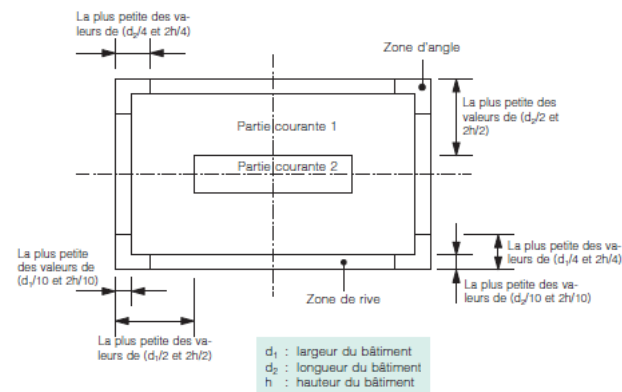 La plus petite des va-
leurs de (d₂/4 et 2h/4)
Zone d'angle
La plus petite des
valeurs de (d₂/2 et
2h/2)
Partie courante 1
Partie courante 2
La plus petite
des valeurs de
(d₁/10 et 2h/10)
La plus petite des va-
leurs de (d₁/4 et 2h/4)
La plus petite des va-
leurs de (d₂/10 et 2h/10)
Zone de rive
La plus petite des va-
leurs de (d₁/2 et 2h/2)
d₁ : largeur du bâtiment
d₂ : longueur du bâtiment
h : hauteur du bâtiment